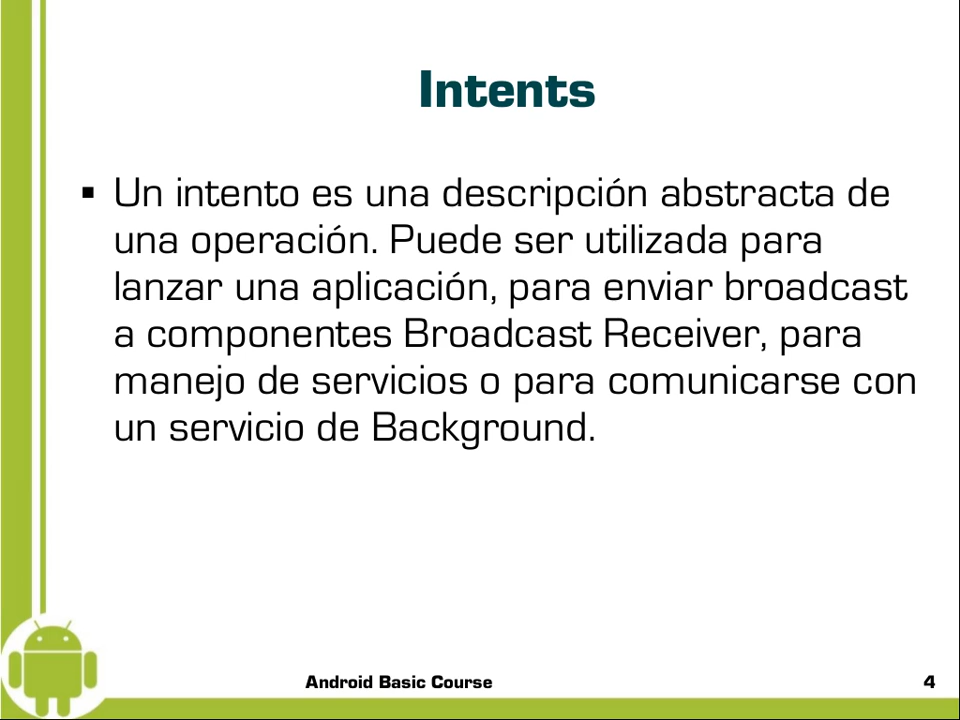 Intents
▪ Un intento es una descripción abstracta de
una operación. Puede ser utilizada para
lanzar una aplicación, para enviar broadcast
a componentes Broadcast Receiver, para
manejo de servicios o para comunicarse con
un servicio de Background.
Android Basic Course
4